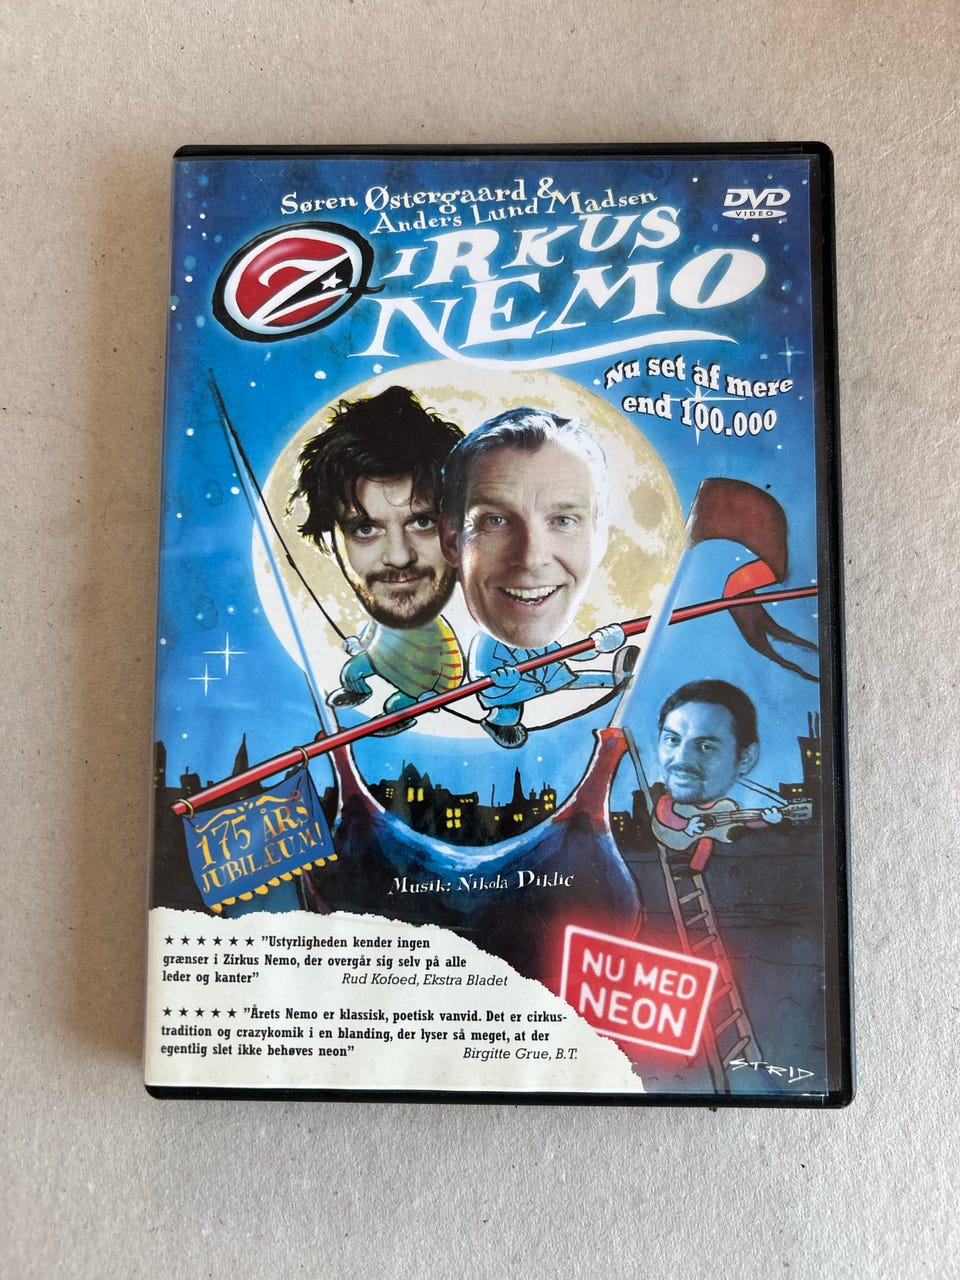 Søren Østergaard &
Anders Lund Madsen
DVD
VIDEO
ZIRKUS
NEMO
Nu set af mere
end 100.000
175 ÅRS
JUBILÆUM!
Musik: Nikola Diklic
★★★★★★ "Ustyrligheden kender ingen
grænser i Zirkus Nemo, der overgår sig selv på alle
leder og kanter"
Rud Kofoed, Ekstra Bladet
★★★★★ "Årets Nemo er klassisk, poetisk vanvid. Det er cirkus-
tradition og crazykomik i en blanding, der lyser så meget, at der
egentlig slet ikke behøves neon"
Birgitte Grue, B.T.
NU MED
NEON
STRID